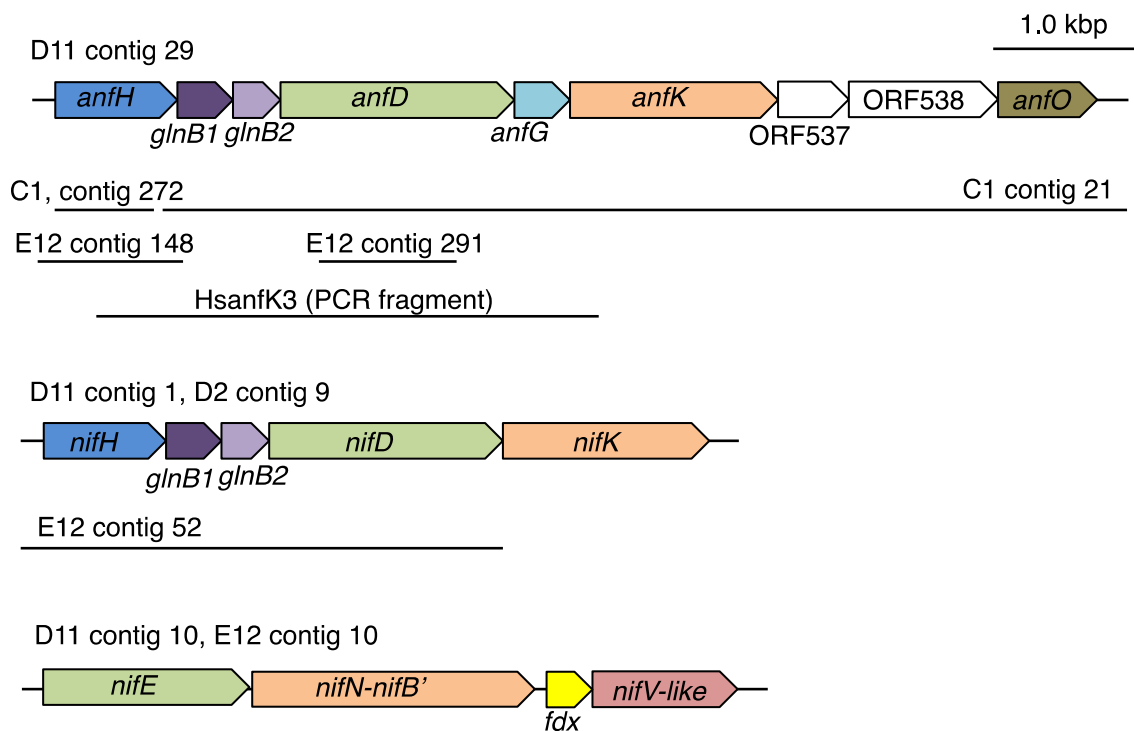 1.0 kbp
D11 contig 29
anfH anfD anfK ORF538 anfO
glnB1 glnB2 anfG ORF537
C1, contig 272 C1 contig 21
E12 contig 148 E12 contig 291
HsanfK3 (PCR fragment)
D11 contig 1, D2 contig 9
nifH nifD nifK
glnB1 glnB2
E12 contig 52
D11 contig 10, E12 contig 10
nifE nifN-nifB’ nifV-like
fdx